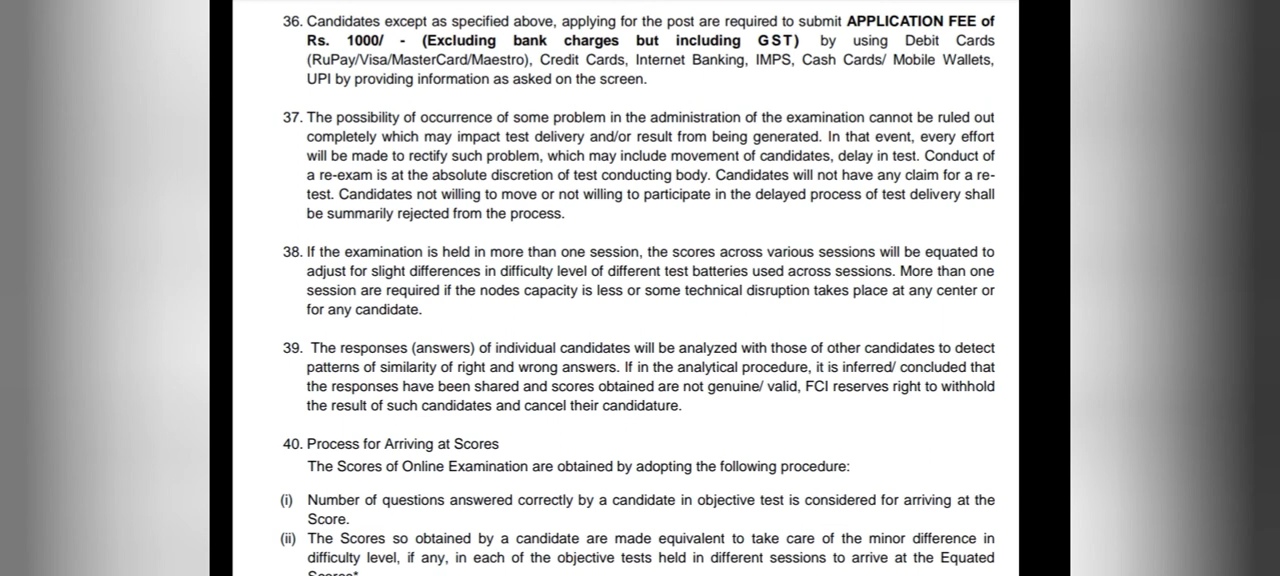 36. Candidates except as specified above, applying for the post are required to submit APPLICATION FEE of
Rs. 1000/ - (Excluding bank charges but including GST) by using Debit Cards
(RuPay/Visa/MasterCard/Maestro), Credit Cards, Internet Banking, IMPS, Cash Cards/ Mobile Wallets,
UPI by providing information as asked on the screen.
37. The possibility of occurrence of some problem in the administration of the examination cannot be ruled out
completely which may impact test delivery and/or result from being generated. In that event, every effort
will be made to rectify such problem, which may include movement of candidates, delay in test. Conduct of
a re-exam is at the absolute discretion of test conducting body. Candidates will not have any claim for a re-
test. Candidates not willing to move or not willing to participate in the delayed process of test delivery shall
be summarily rejected from the process.
38. If the examination is held in more than one session, the scores across various sessions will be equated to
adjust for slight differences in difficulty level of different test batteries used across sessions. More than one
session are required if the nodes capacity is less or some technical disruption takes place at any center or
for any candidate.
39. The responses (answers) of individual candidates will be analyzed with those of other candidates to detect
patterns of similarity of right and wrong answers. If in the analytical procedure, it is inferred/ concluded that
the responses have been shared and scores obtained are not genuine/ valid, FCI reserves right to withhold
the result of such candidates and cancel their candidature.
40. Process for Arriving at Scores
The Scores of Online Examination are obtained by adopting the following procedure:
(i) Number of questions answered correctly by a candidate in objective test is considered for arriving at the
Score.
(ii) The Scores so obtained by a candidate are made equivalent to take care of the minor difference in
difficulty level, if any, in each of the objective tests held in different sessions to arrive at the Equated